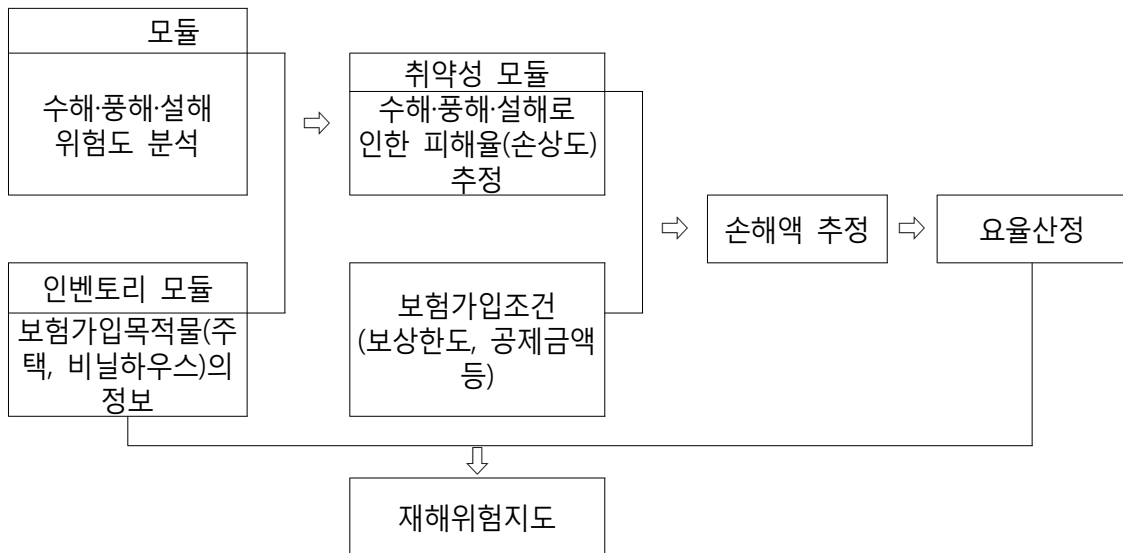 모듈
수해·풍해·설해
위험도 분석
취약성 모듈
수해·풍해·설해로
인한 피해율(손상도)
추정
손해액 추정
요율산정
인벤토리 모듈
보험가입목적물(주
택, 비닐하우스)의
정보
보험가입조건
(보상한도, 공제금액
등)
재해위험지도